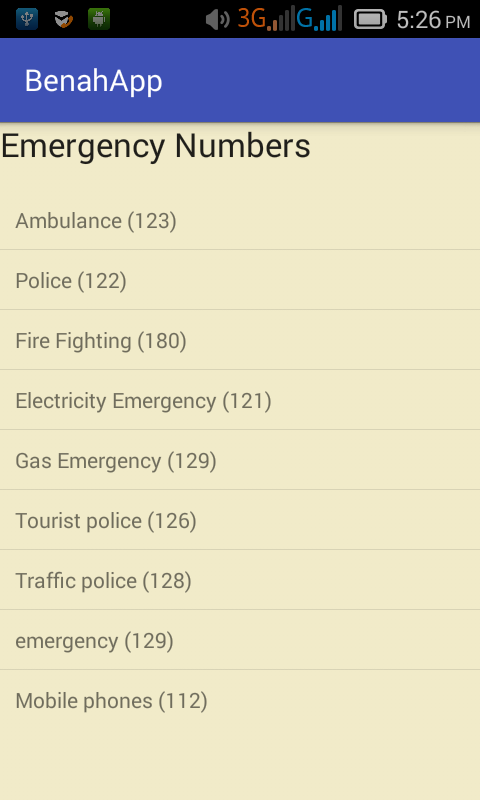 3G G 5:26 PM
BenahApp
Emergency Numbers
Ambulance (123)
Police (122)
Fire Fighting (180)
Electricity Emergency (121)
Gas Emergency (129)
Tourist police (126)
Traffic police (128)
emergency (129)
Mobile phones (112)